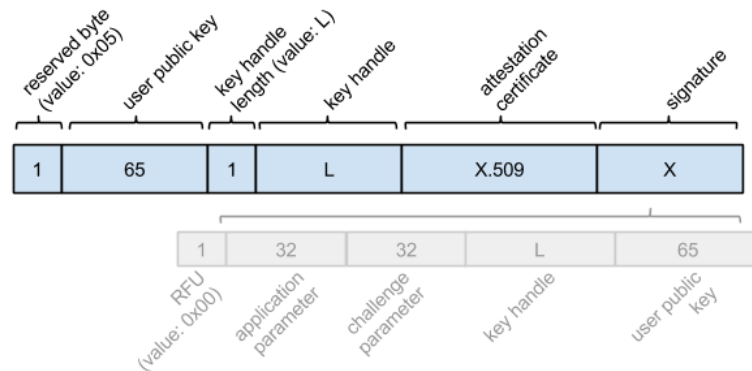 reserved byte
(value: 0x05)
user public key
key handle
length (value: L)
key handle
attestation
certificate
signature
1
65
1
L
X.509
X
1
32
32
L
65
RFU
(value: 0x00)
application
parameter
challenge
parameter
key handle
user public
key